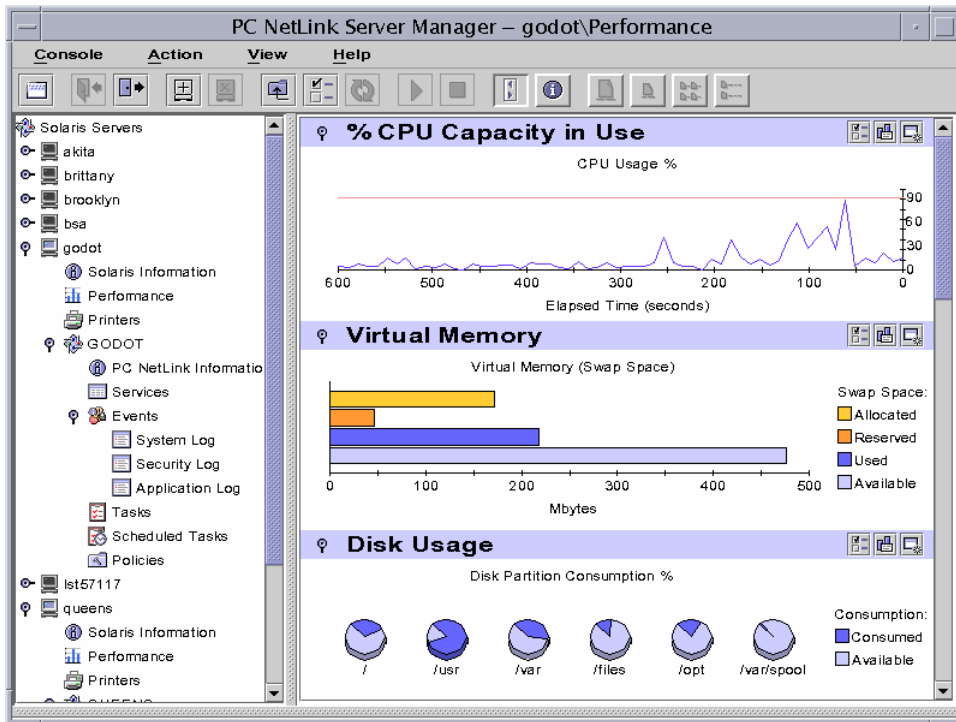 PC NetLink Server Manager – godot\Performance
Console Action View Help
Solaris Servers
akita
brittany
brooklyn
bsa
godot
Solaris Information
Performance
Printers
GODOT
PC NetLink Informatio
Services
Events
System Log
Security Log
Application Log
Tasks
Scheduled Tasks
Policies
lst57117
queens
Solaris Information
Performance
Printers
% CPU Capacity in Use
CPU Usage %
90
60
30
0
600 500 400 300 200 100 0
Elapsed Time (seconds)
Virtual Memory
Virtual Memory (Swap Space)
Swap Space:
Allocated
Reserved
Used
Available
0 100 200 300 400 500
Mbytes
Disk Usage
Disk Partition Consumption %
Consumption:
Consumed
Available
/ /usr /var /files /opt /var/spool